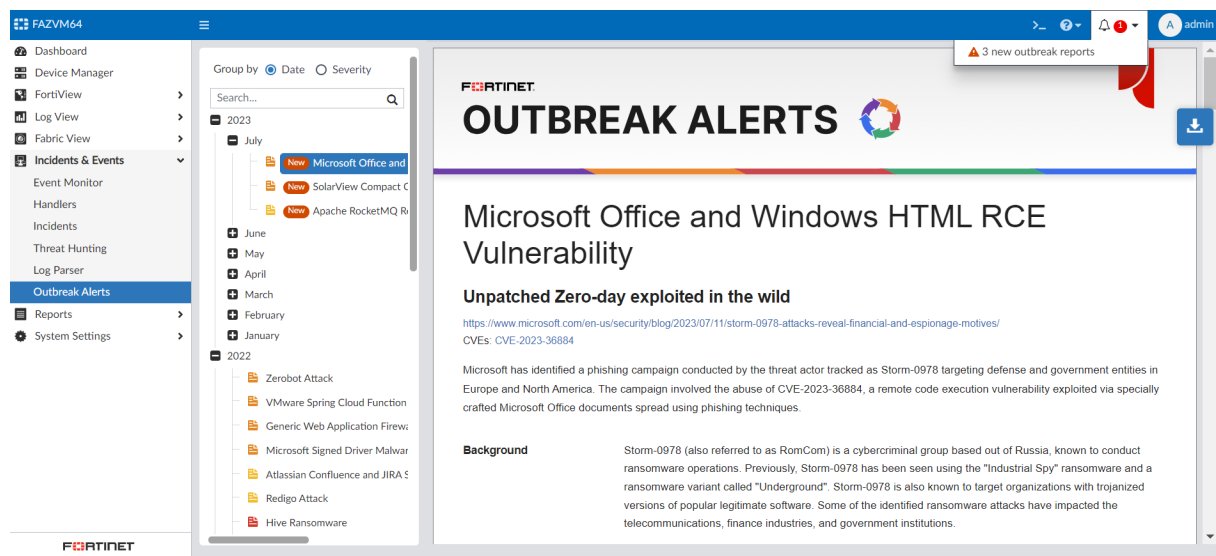 FAZVM64
1
A admin
3 new outbreak reports
Dashboard
Device Manager
FortiView
Log View
Fabric View
Incidents & Events
Event Monitor
Handlers
Incidents
Threat Hunting
Log Parser
Outbreak Alerts
Reports
System Settings
FORTINET
Group by Date Severity
Search...
2023
July
New Microsoft Office and
New SolarView Compact
New Apache RocketMQ
June
May
April
March
February
January
2022
Zerobot Attack
VMware Spring Cloud Function
Generic Web Application
Microsoft Signed Driver
Atlassian Confluence and JIRA
Redigo Attack
Hive Ransomware
FORTINET
OUTBREAK ALERTS
Microsoft Office and Windows HTML RCE
Vulnerability
Unpatched Zero-day exploited in the wild
https://www.microsoft.com/en-us/security/blog/2023/07/11/storm-0978-attacks-reveal-financial-and-espionage-motives/
CVEs: CVE-2023-36884
Microsoft has identified a phishing campaign conducted by the threat actor tracked as Storm-0978 targeting defense and government entities in
Europe and North America. The campaign involved the abuse of CVE-2023-36884, a remote code execution vulnerability exploited via specially
crafted Microsoft Office documents spread using phishing techniques.
Background
Storm-0978 (also referred to as RomCom) is a cybercriminal group based out of Russia, known to conduct
ransomware operations. Previously, Storm-0978 has been seen using the "Industrial Spy" ransomware and a
ransomware variant called "Underground". Storm-0978 is also known to target organizations with trojanized
versions of popular legitimate software. Some of the identified ransomware attacks have impacted the
telecommunications, finance industries, and government institutions.